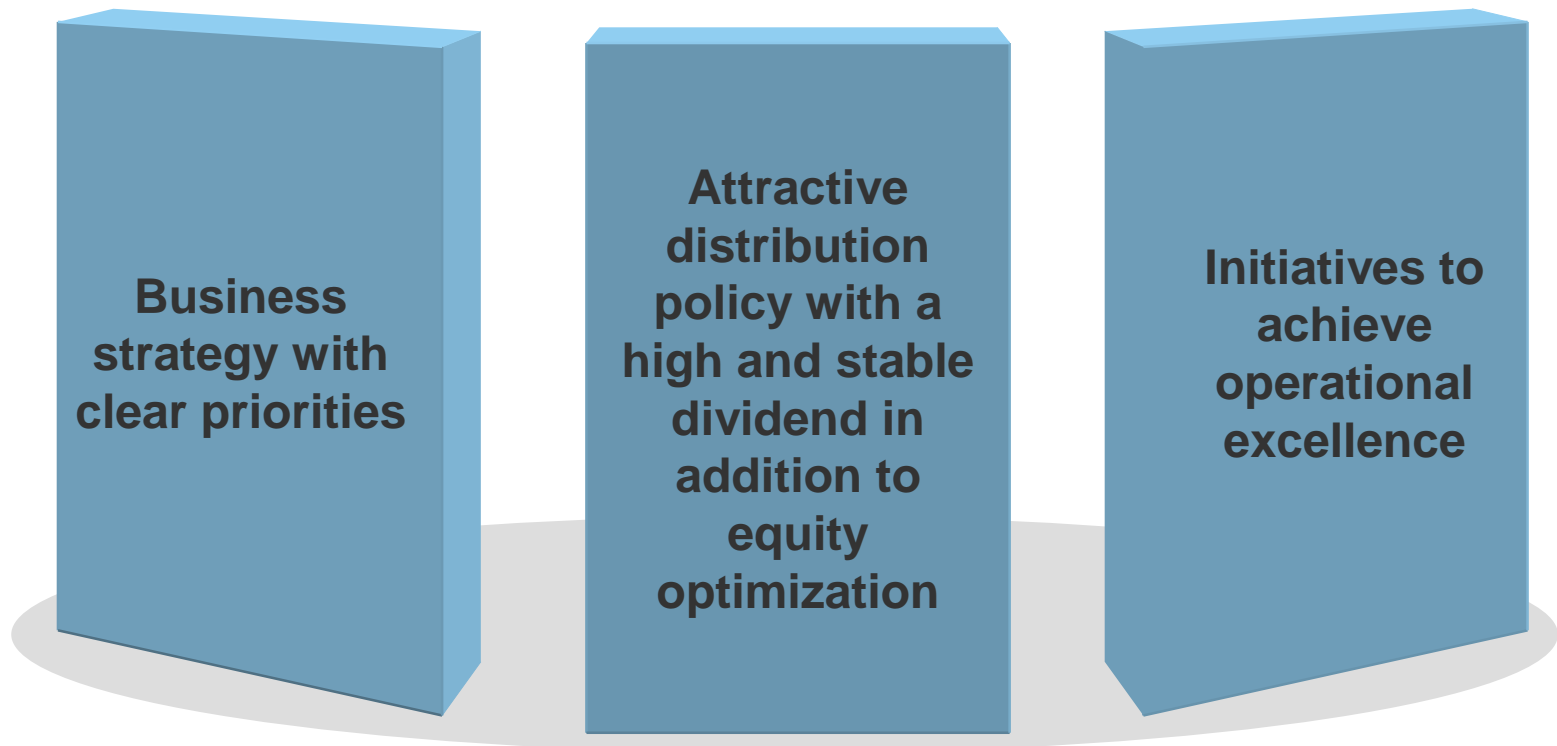 Business
strategy with
clear priorities
Attractive
distribution
policy with a
high and stable
dividend in
addition to
equity
optimization
Initiatives to
achieve
operational
excellence